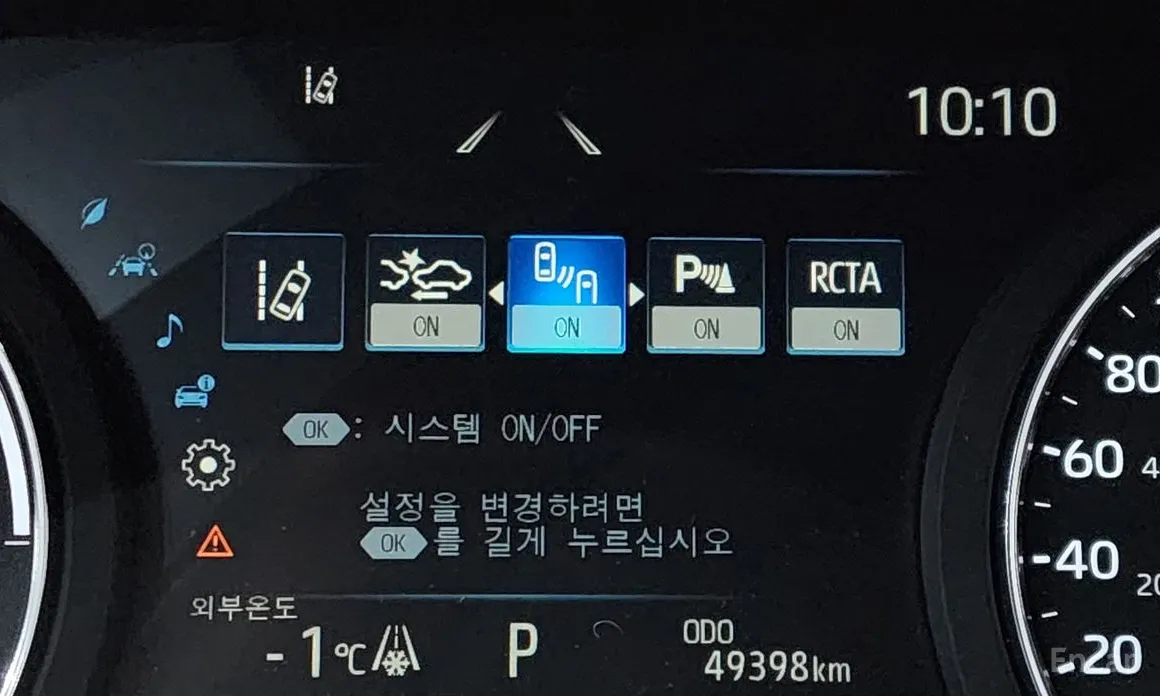 10:10
ON ON P ON RCTA ON
OK : 시스템 ON/OFF
설정을 변경하려면
OK 를 길게 누르십시오
외부온도
-1℃ P ODO
49398km
80
60
40
20